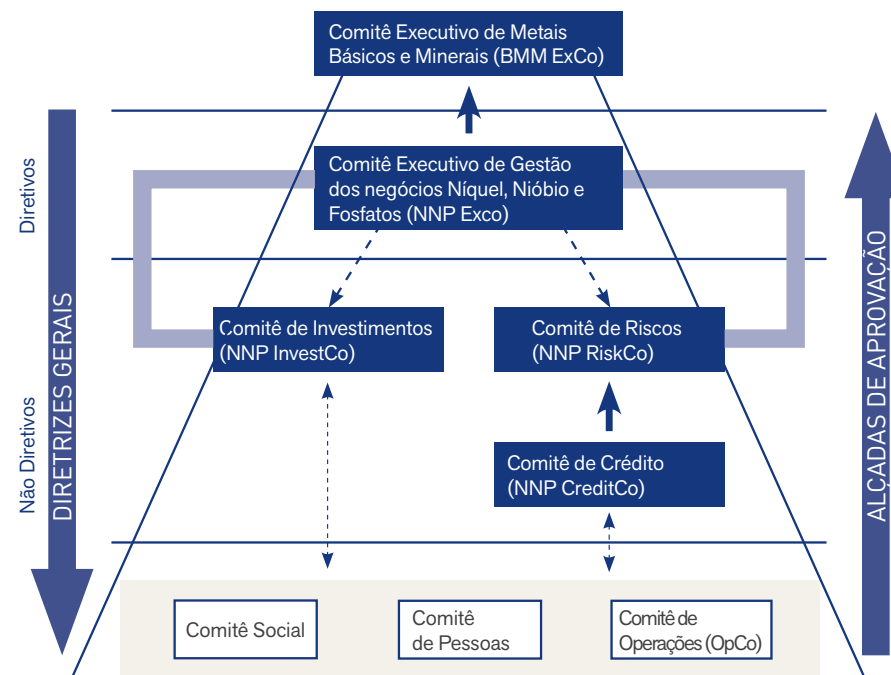 Comitê Executivo de Metais
Básicos e Minerais (BMM ExCo)
Diretivos
Comitê Executivo de Gestão
dos negócios Níquel, Nióbio e
Fosfatos (NNP Exco)
Comitê de Investimentos
(NNP InvestCo)
Comitê de Riscos
(NNP RiskCo)
Não Diretivos
DIRETRIZES GERAIS
ALÇADAS DE APROVAÇÃO
Comitê de Crédito
(NNP CreditCo)
Comitê Social
Comitê
de Pessoas
Comitê de
Operações (OpCo)